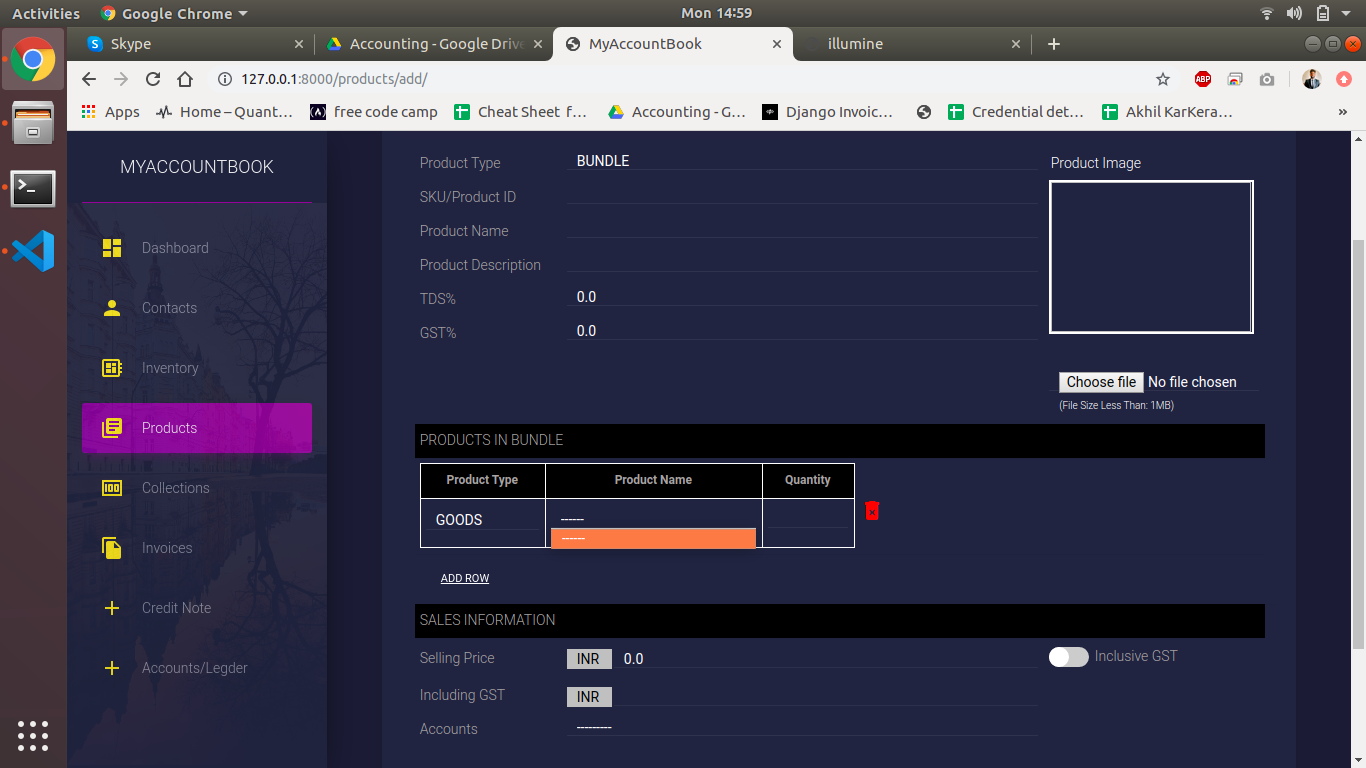 Activities Google Chrome Mon 14:59
Skype Accounting - Google Drive MyAccountBook illumine
127.0.0.1:8000/products/add/ ABP
Apps Home – Quant… free code camp Cheat Sheet f… Accounting - G… Django Invoic… Credential det… Akhil KarKera… »
MYACCOUNTBOOK
Dashboard
Contacts
Inventory
Products
Collections
Invoices
Credit Note
Accounts/Legder
Product Type BUNDLE Product Image
SKU/Product ID
Product Name
Product Description
TDS% 0.0
GST% 0.0
Choose file No file chosen
(File Size Less Than: 1MB)
PRODUCTS IN BUNDLE
Product Type Product Name Quantity
GOODS ------
------
ADD ROW
SALES INFORMATION
Selling Price INR 0.0 Inclusive GST
Including GST INR
Accounts ---------